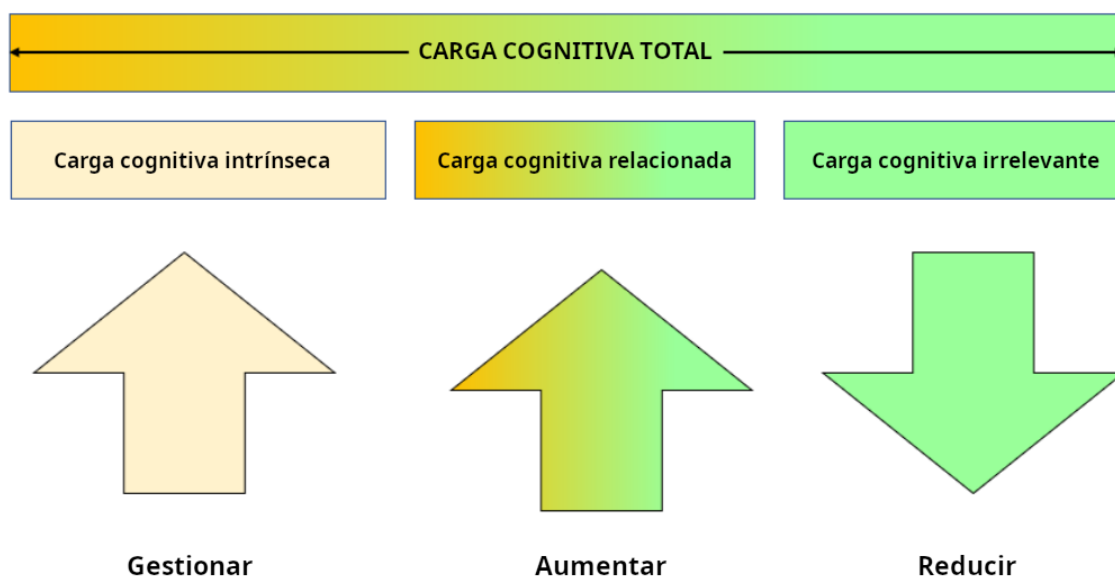 CARGA COGNITIVA TOTAL
Carga cognitiva intrínseca
Carga cognitiva relacionada
Carga cognitiva irrelevante
Gestionar
Aumentar
Reducir